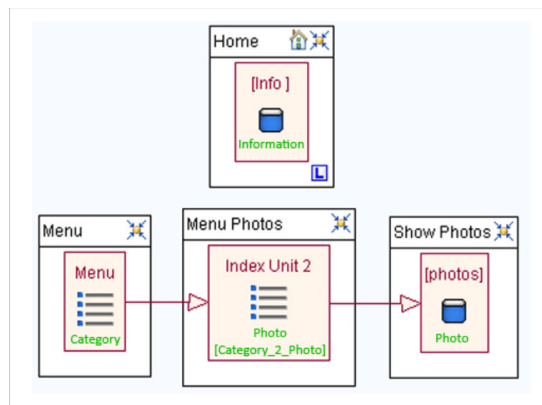 Home
[Info ]
Information
L
Menu
Menu
Category
Menu Photos
Index Unit 2
Photo
[Category_2_Photo]
Show Photos
[photos]
Photo